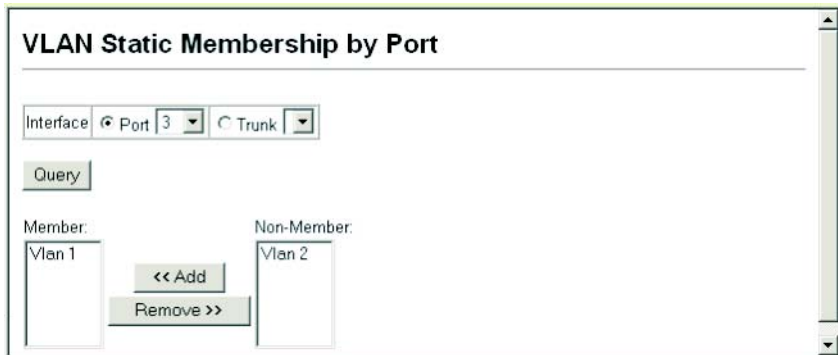 VLAN Static Membership by Port
Interface Port 3 Trunk
Query
Member: Non-Member:
Vlan 1 Vlan 2
<< Add
Remove >>